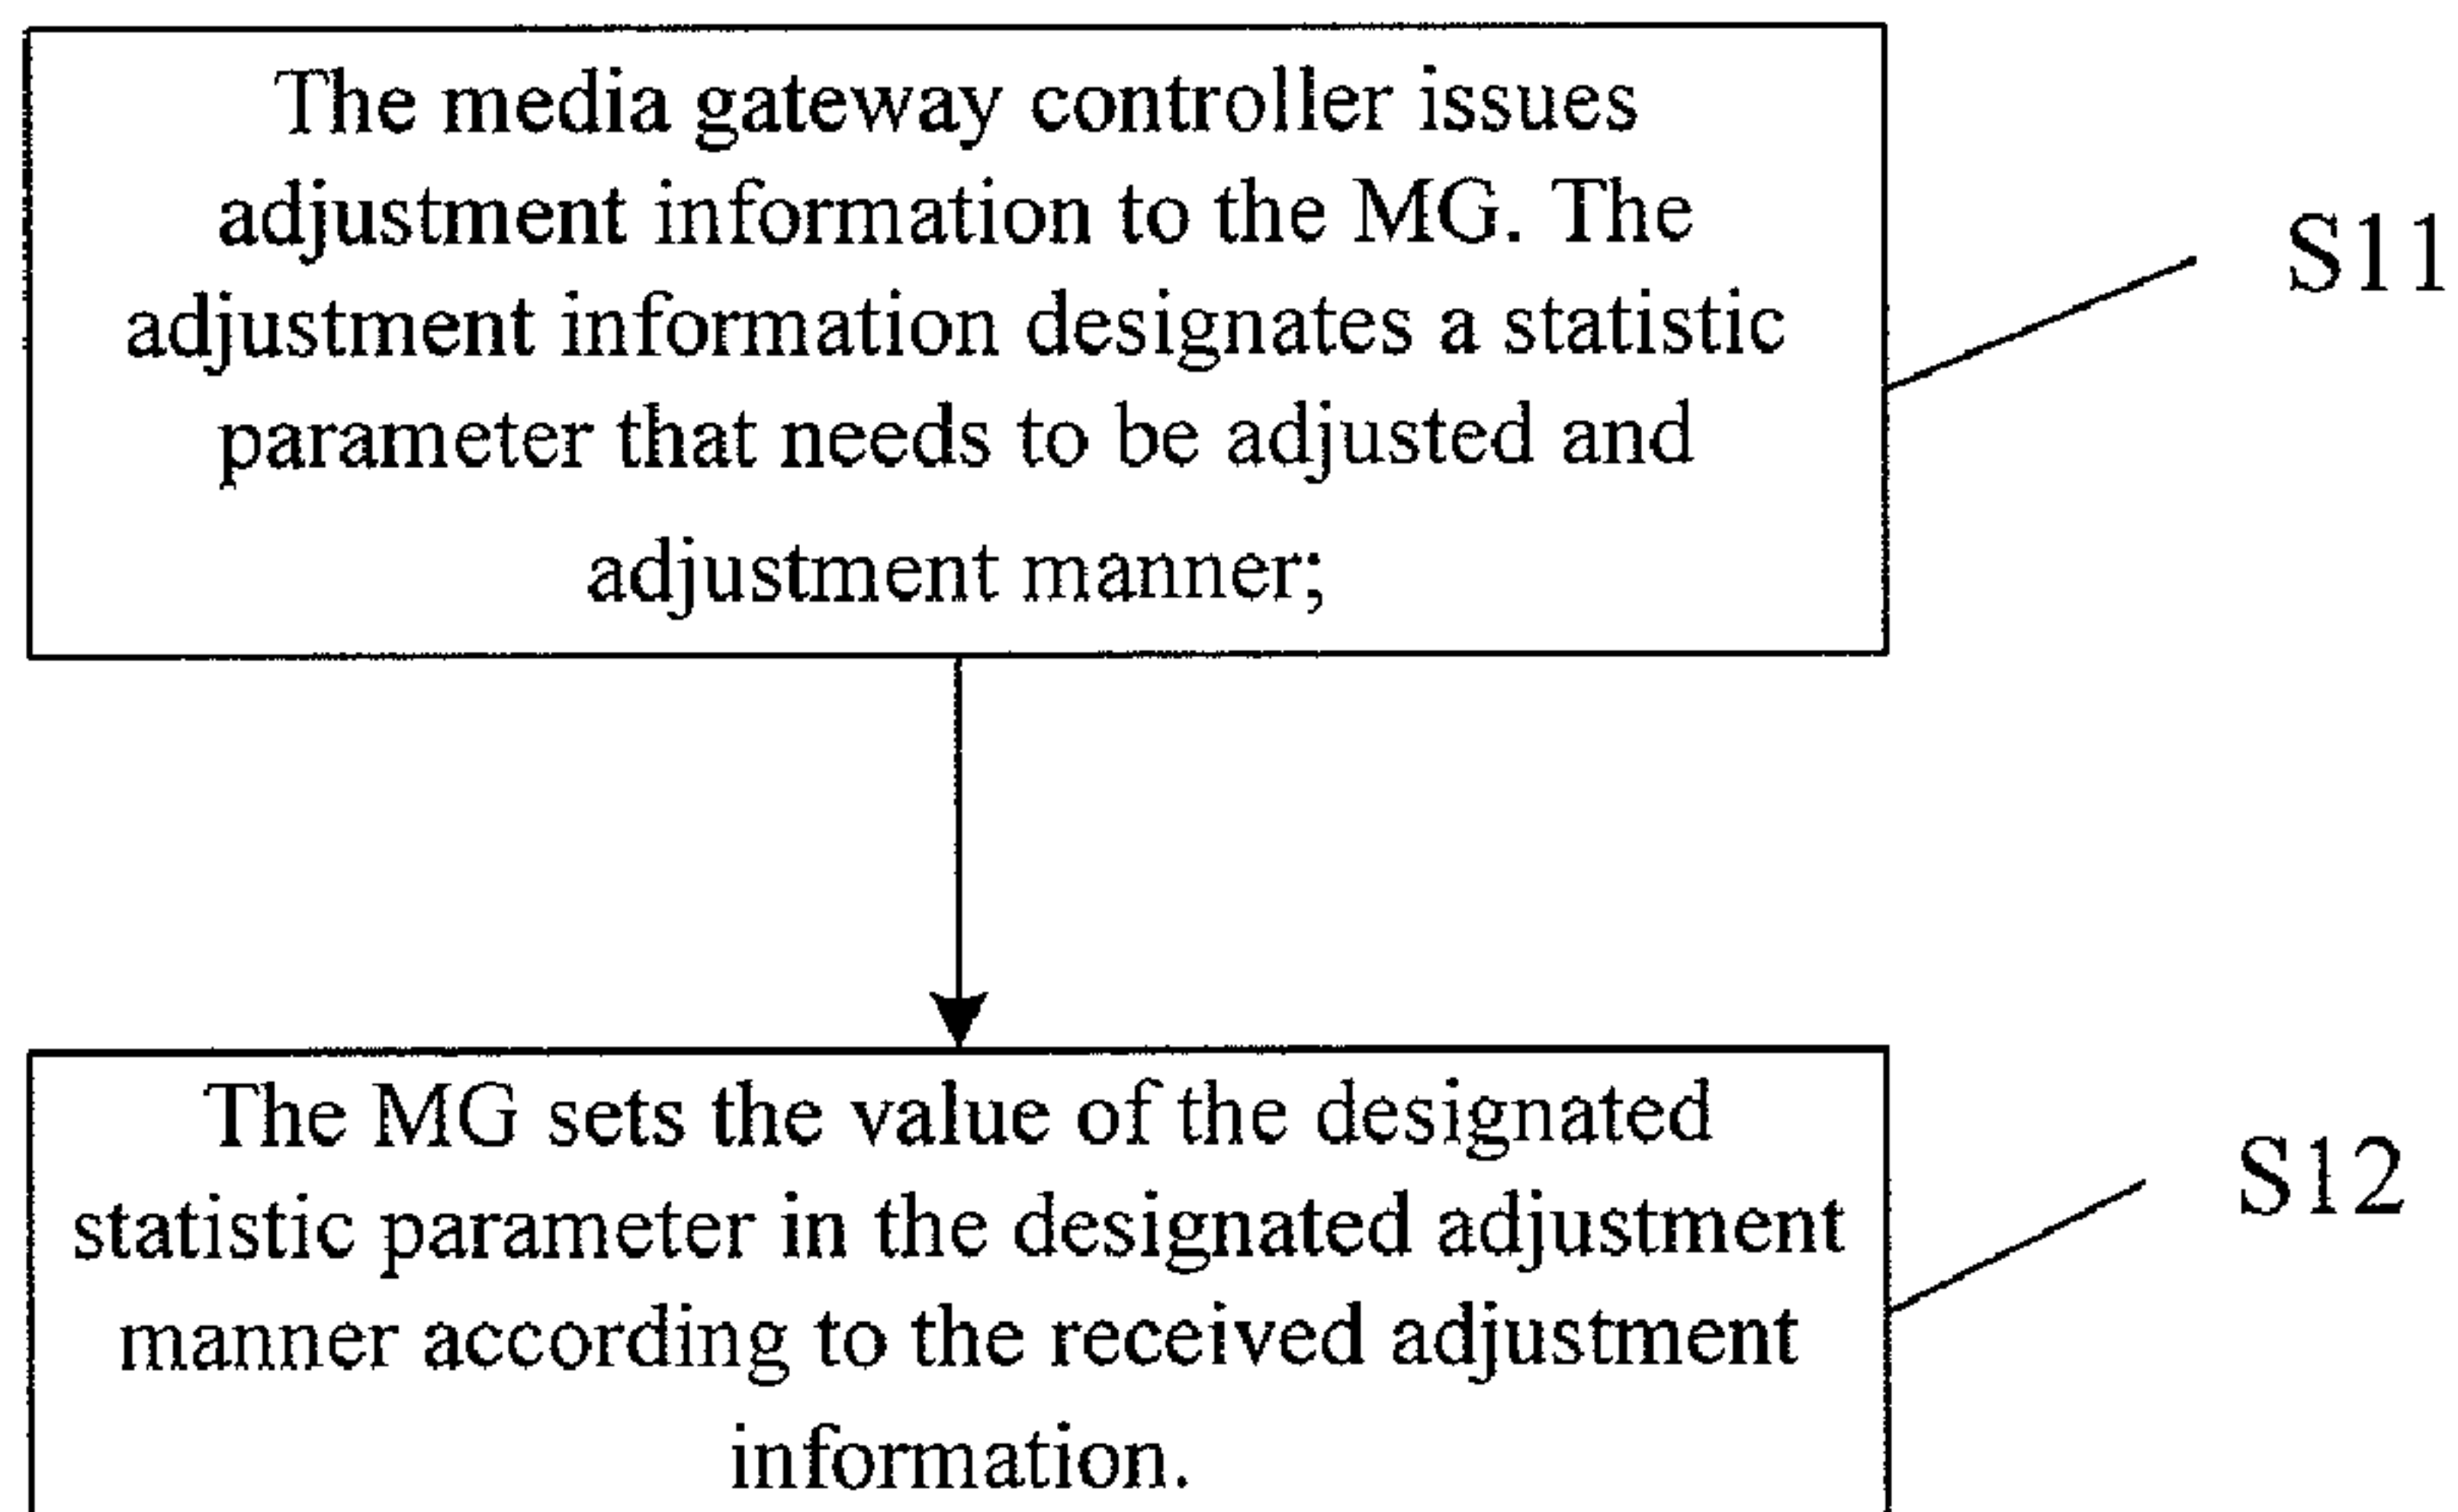 The media gateway controller issues
adjustment information to the MG. The
adjustment information designates a statistic
parameter that needs to be adjusted and
adjustment manner;
S11
The MG sets the value of the designated
statistic parameter in the designated adjustment
manner according to the received adjustment
information.
S12